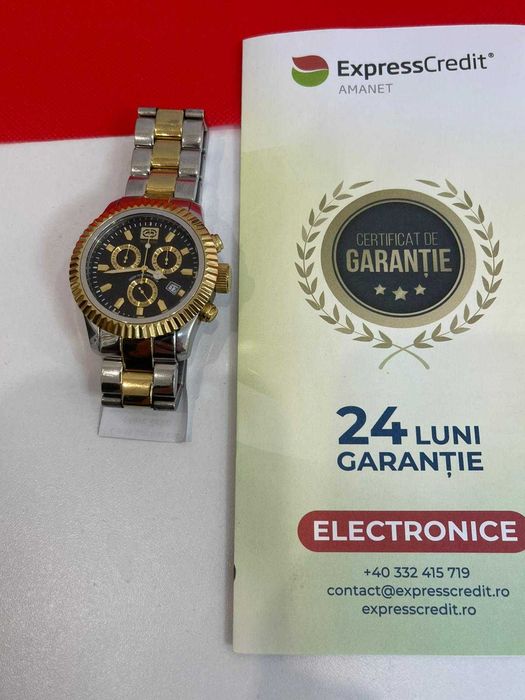 ExpressCredit®
AMANET
CERTIFICAT DE
GARANȚIE
24 LUNI
GARANȚIE
ELECTRONICE
+40 332 415 719
contact@expresscredit.ro
expresscredit.ro